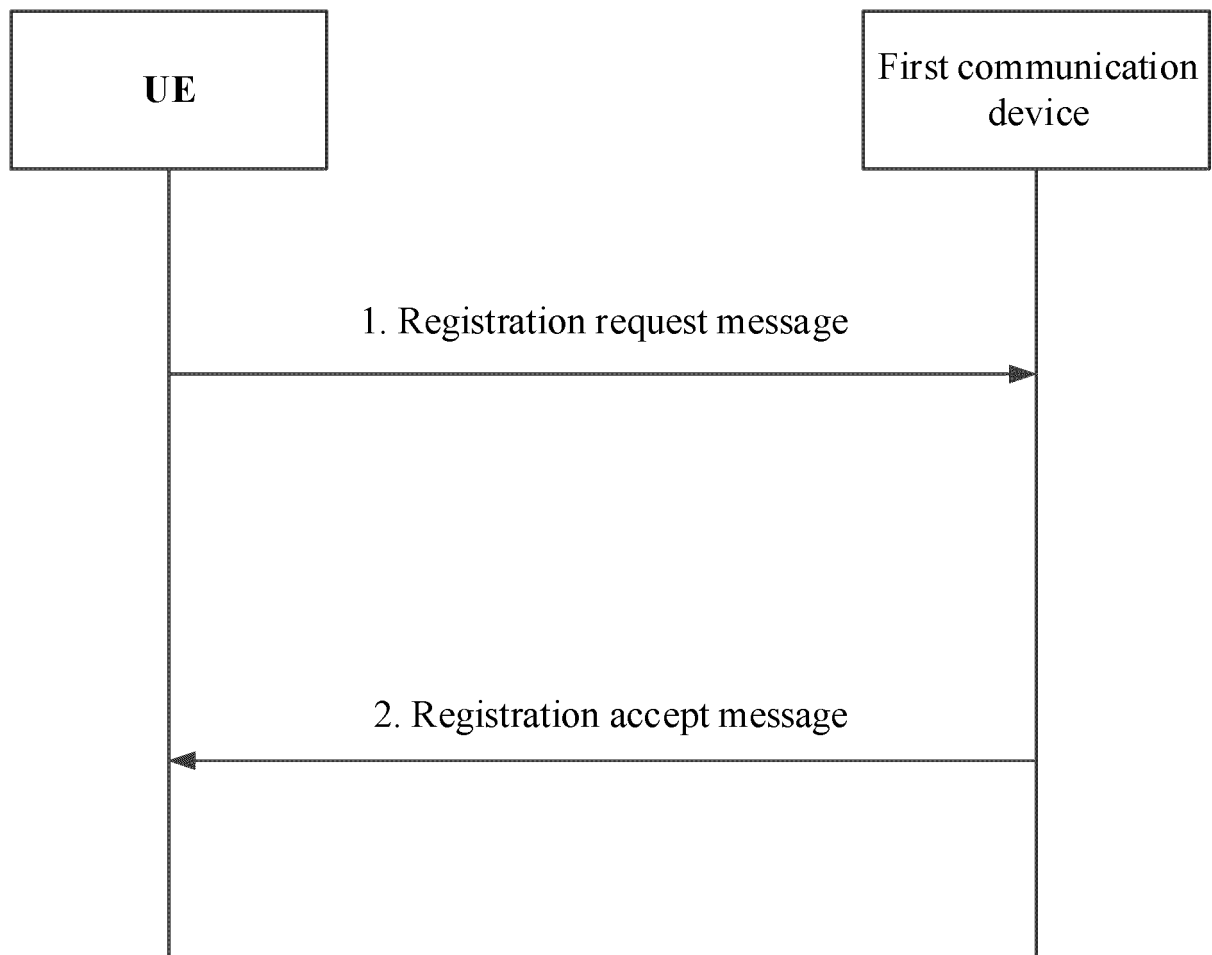 UE
First communication
device
1. Registration request message
2. Registration accept message